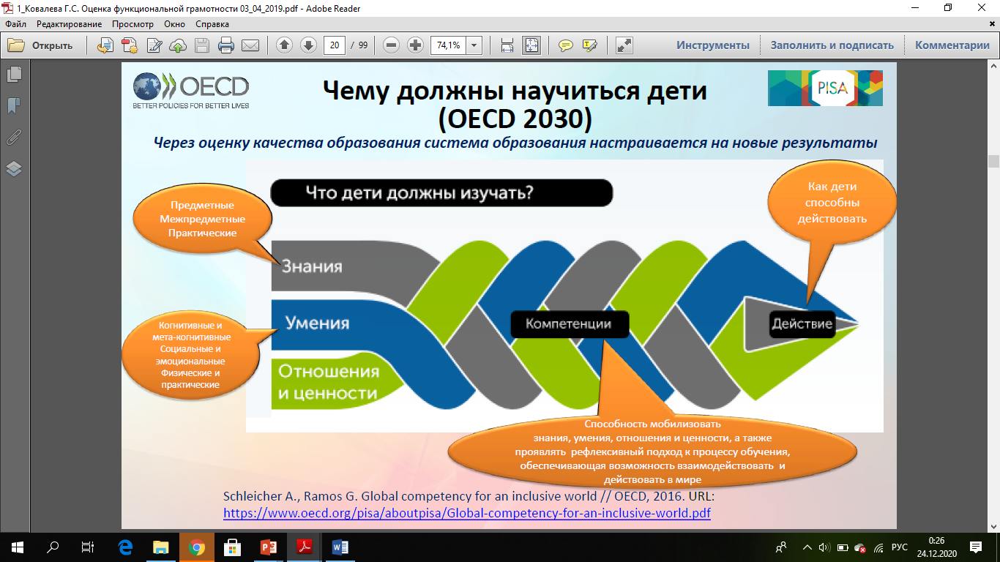 1_Ковалева Г.С. Оценка функциональной грамотности 03_04_2019.pdf - Adobe Reader
Файл Редактирование Просмотр Окно Справка
Открыть 20 / 99 74,1% Инструменты Заполнить и подписать Комментарии
OECD
BETTER POLICIES FOR BETTER LIVES
Чему должны научиться дети
(OECD 2030)
PISA
Через оценку качества образования система образования настраивается на новые результаты
Что дети должны изучать?
Как дети
способны
действовать
Предметные
Межпредметные
Практические
Знания
Умения
Отношения
и ценности
Компетенции
Действие
Когнитивные и
мета-когнитивные
Социальные и
эмоциональные
Физические и
практические
Способность мобилизовать
знания, умения, отношения и ценности, а также
проявлять рефлексивный подход к процессу обучения,
обеспечивающая возможность взаимодействовать и
действовать в мире
Schleicher A., Ramos G. Global competency for an inclusive world // OECD, 2016. URL:
https://www.oecd.org/pisa/aboutpisa/Global-competency-for-an-inclusive-world.pdf
РУС
0:26
24.12.2020